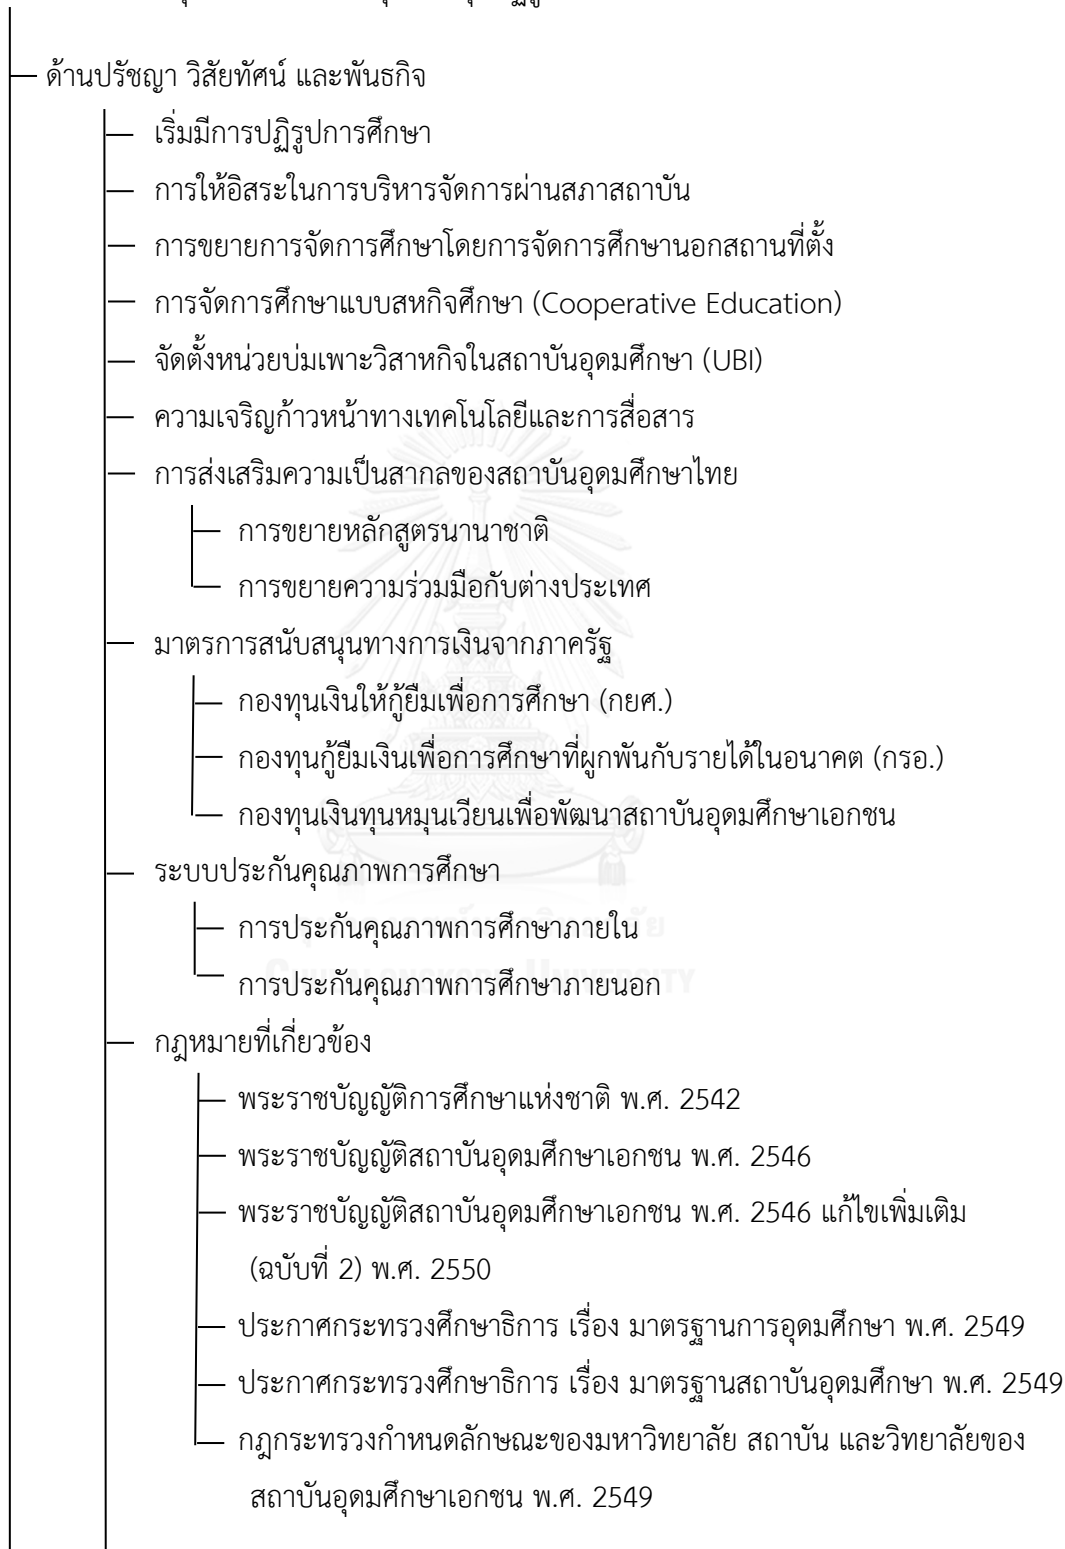 ด้านปรัชญา วิสัยทัศน์ และพันธกิจ
เริ่มมีการปฏิรูปการศึกษา
การให้อิสระในการบริหารจัดการผ่านสภาสถาบัน
การขยายการจัดการศึกษาโดยการจัดการศึกษานอกสถานที่ตั้ง
การจัดการศึกษาแบบสหกิจศึกษา (Cooperative Education)
จัดตั้งหน่วยบ่มเพาะวิสาหกิจในสถาบันอุดมศึกษา (UBI)
ความเจริญก้าวหน้าทางเทคโนโลยีและการสื่อสาร
การส่งเสริมความเป็นสากลของสถาบันอุดมศึกษาไทย
การขยายหลักสูตรนานาชาติ
การขยายความร่วมมือกับต่างประเทศ
มาตรการสนับสนุนทางการเงินจากภาครัฐ
กองทุนเงินให้กู้ยืมเพื่อการศึกษา (กยศ.)
กองทุนกู้ยืมเงินเพื่อการศึกษาที่ผูกพันกับรายได้ในอนาคต (กรอ.)
กองทุนเงินทุนหมุนเวียนเพื่อพัฒนาสถาบันอุดมศึกษาเอกชน
ระบบประกันคุณภาพการศึกษา
การประกันคุณภาพการศึกษาภายใน
การประกันคุณภาพการศึกษาภายนอก
กฎหมายที่เกี่ยวข้อง
พระราชบัญญัติการศึกษาแห่งชาติ พ.ศ. 2542
พระราชบัญญัติสถาบันอุดมศึกษาเอกชน พ.ศ. 2546
พระราชบัญญัติสถาบันอุดมศึกษาเอกชน พ.ศ. 2546 แก้ไขเพิ่มเติม
(ฉบับที่ 2) พ.ศ. 2550
ประกาศกระทรวงศึกษาธิการ เรื่อง มาตรฐานการอุดมศึกษา พ.ศ. 2549
ประกาศกระทรวงศึกษาธิการ เรื่อง มาตรฐานสถาบันอุดมศึกษา พ.ศ. 2549
กฎกระทรวงกำหนดลักษณะของมหาวิทยาลัย สถาบัน และวิทยาลัยของ
สถาบันอุดมศึกษาเอกชน พ.ศ. 2549